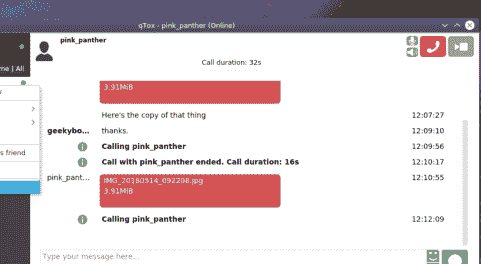 qTox - pink_panther (Online)
pink_panther
me | All
Call duration: 32s
3.91MiB
Here's the copy of that thing 12:07:27
geekybo... thanks. 12:09:10
Calling pink_panther 12:09:56
s friend
Call with pink_panther ended. Call duration: 16s 12:10:17
pink_pant... IMG_20160514_092208.jpg 12:10:55
3.91MiB
Calling pink_panther 12:12:09
Type your message here...